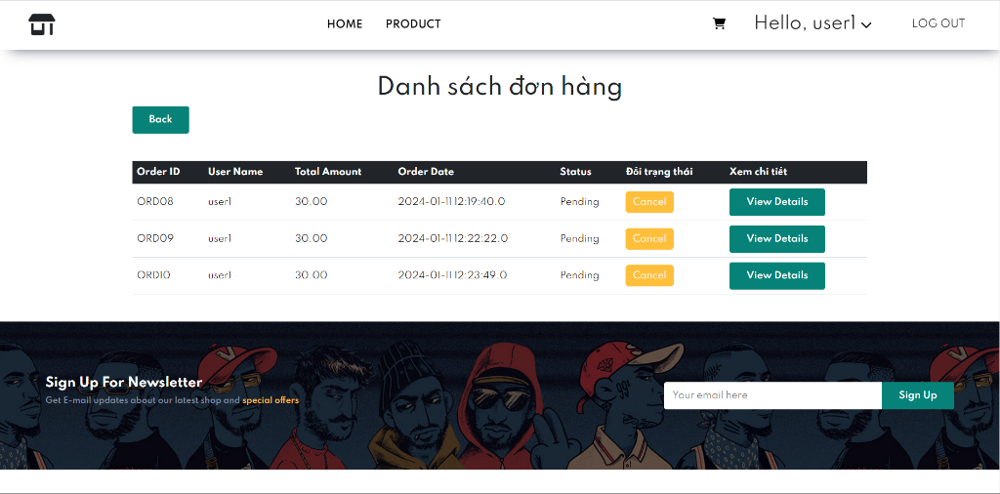 HOME PRODUCT Hello, user1 LOG OUT
Danh sách đơn hàng
Back
Order ID User Name Total Amount Order Date Status Đổi trạng thái Xem chi tiết
ORD08 user1 30.00 2024-01-11 12:19:40.0 Pending Cancel View Details
ORD09 user1 30.00 2024-01-11 12:22:22.0 Pending Cancel View Details
ORD10 user1 30.00 2024-01-11 12:23:49.0 Pending Cancel View Details
Sign Up For Newsletter
Get E-mail updates about our latest shop and special offers
Your email here Sign Up